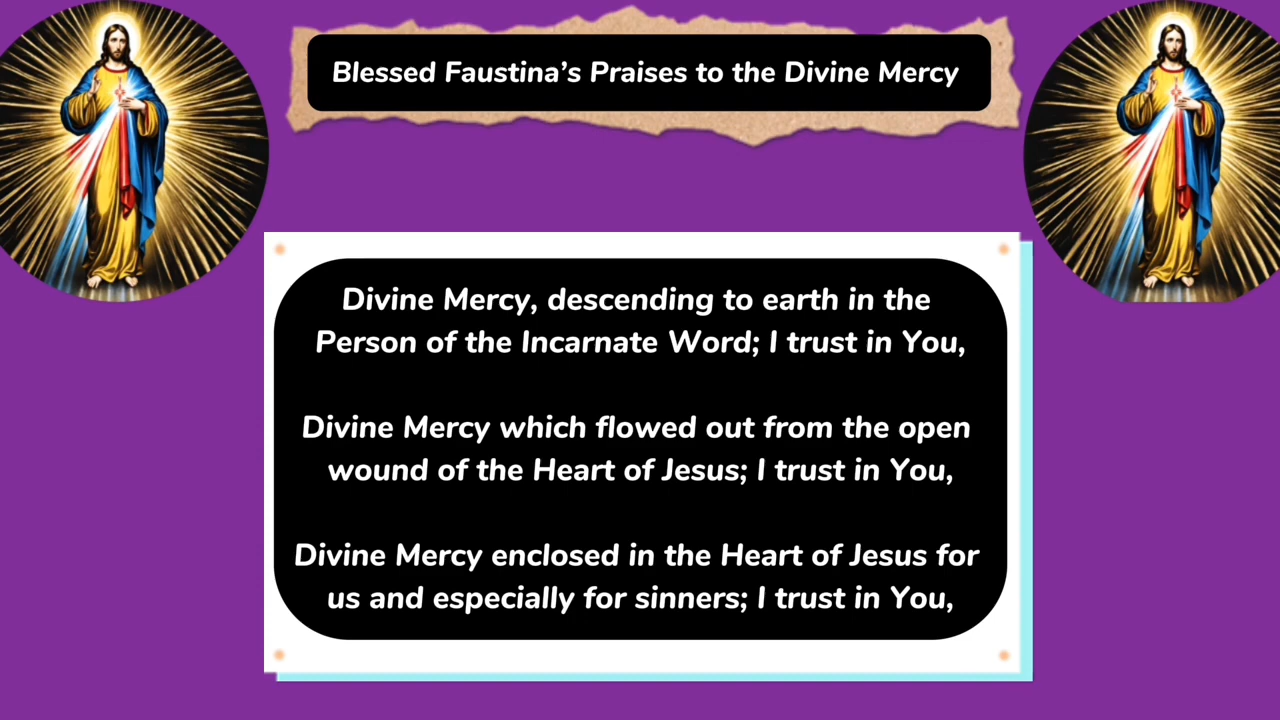 Blessed Faustina’s Praises to the Divine Mercy
Divine Mercy, descending to earth in the
Person of the Incarnate Word; I trust in You,
Divine Mercy which flowed out from the open
wound of the Heart of Jesus; I trust in You,
Divine Mercy enclosed in the Heart of Jesus for
us and especially for sinners; I trust in You,